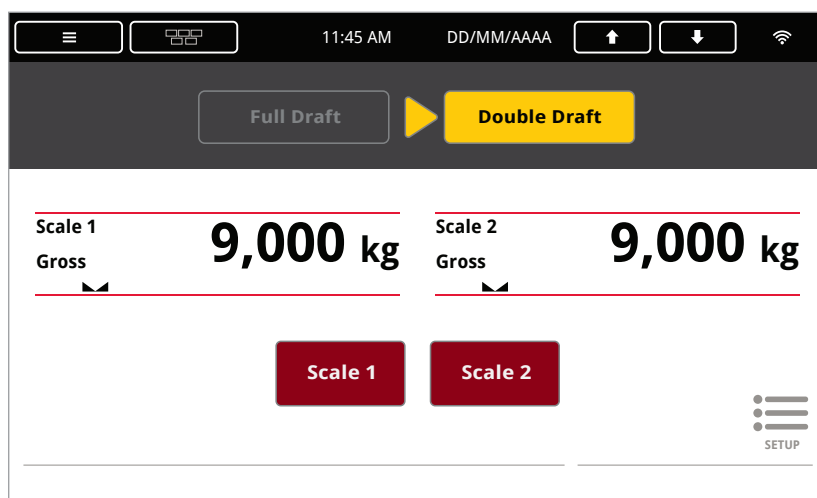 11:45 AM DD/MM/AAAA
Full Draft Double Draft
Scale 1 9,000 kg Scale 2 9,000 kg
Gross Gross
Scale 1 Scale 2
SETUP